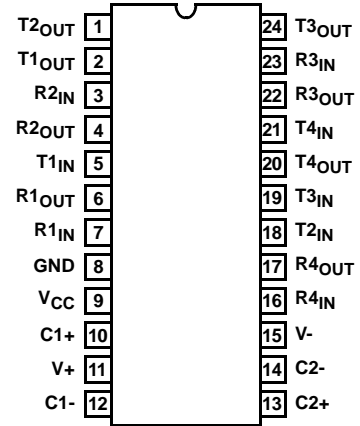 T2OUT 1 24 T3OUT
T1OUT 2 23 R3IN
R2IN 3 22 R3OUT
R2OUT 4 21 T4IN
T1IN 5 20 T4OUT
R1OUT 6 19 T3IN
R1IN 7 18 T2IN
GND 8 17 R4OUT
VCC 9 16 R4IN
C1+ 10 15 V-
V+ 11 14 C2-
C1- 12 13 C2+